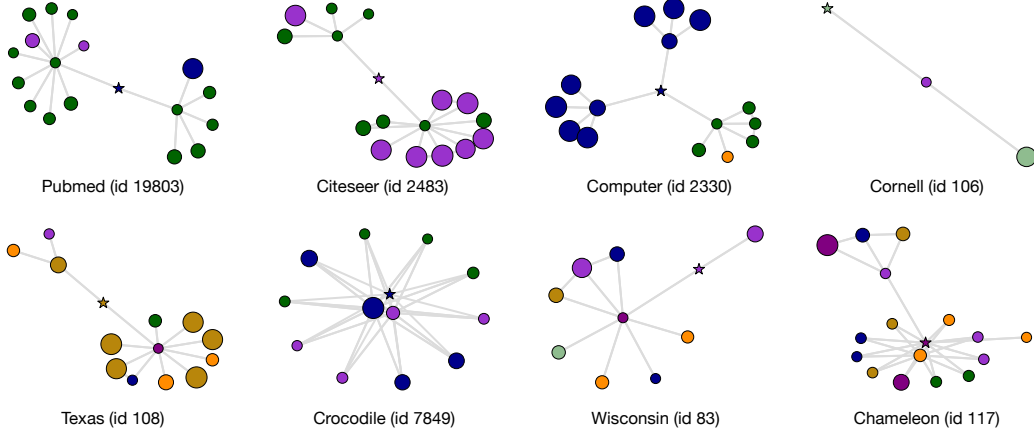 Pubmed (id 19803)
Citeseer (id 2483)
Computer (id 2330)
Cornell (id 106)
Texas (id 108)
Crocodile (id 7849)
Wisconsin (id 83)
Chameleon (id 117)